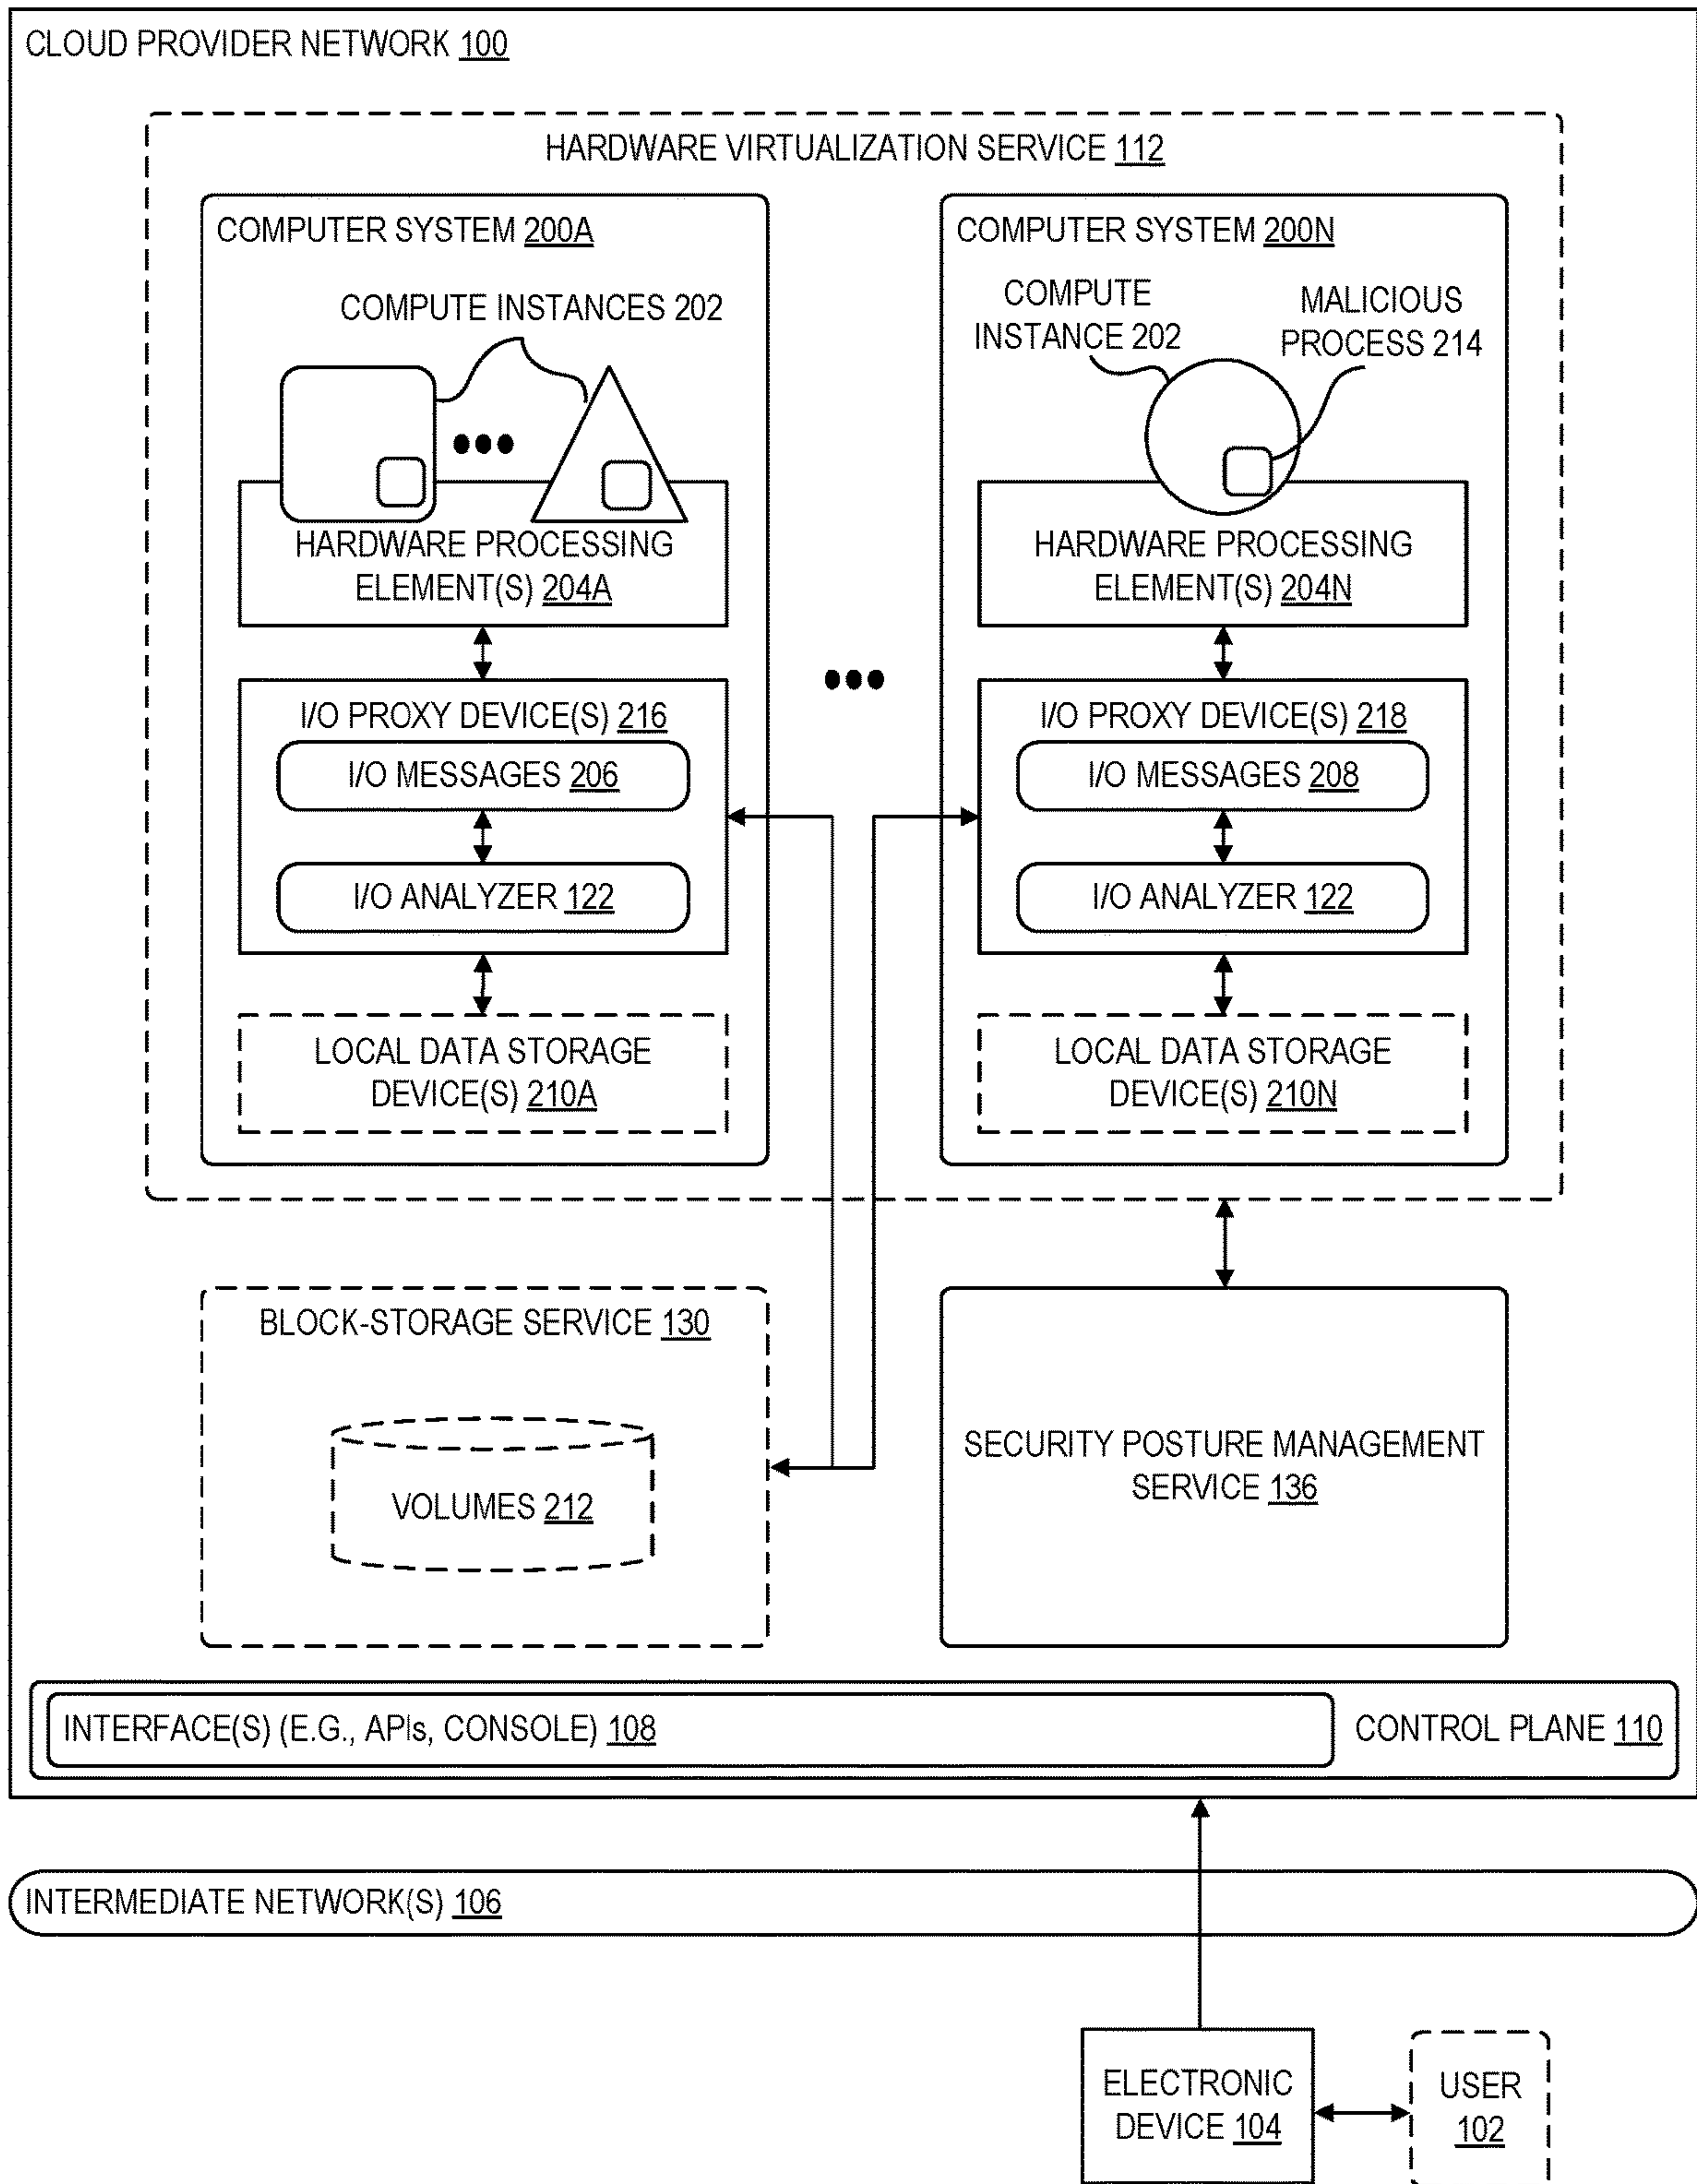 CLOUD PROVIDER NETWORK 100
HARDWARE VIRTUALIZATION SERVICE 112
COMPUTER SYSTEM 200A
COMPUTE INSTANCES 202
HARDWARE PROCESSING
ELEMENT(S) 204A
I/O PROXY DEVICE(S) 216
I/O MESSAGES 206
I/O ANALYZER 122
LOCAL DATA STORAGE
DEVICE(S) 210A
COMPUTER SYSTEM 200N
COMPUTE
INSTANCE 202
MALICIOUS
PROCESS 214
HARDWARE PROCESSING
ELEMENT(S) 204N
I/O PROXY DEVICE(S) 218
I/O MESSAGES 208
I/O ANALYZER 122
LOCAL DATA STORAGE
DEVICE(S) 210N
BLOCK-STORAGE SERVICE 130
VOLUMES 212
SECURITY POSTURE MANAGEMENT
SERVICE 136
INTERFACE(S) (E.G., APIs, CONSOLE) 108
CONTROL PLANE 110
INTERMEDIATE NETWORK(S) 106
ELECTRONIC
DEVICE 104
USER
102